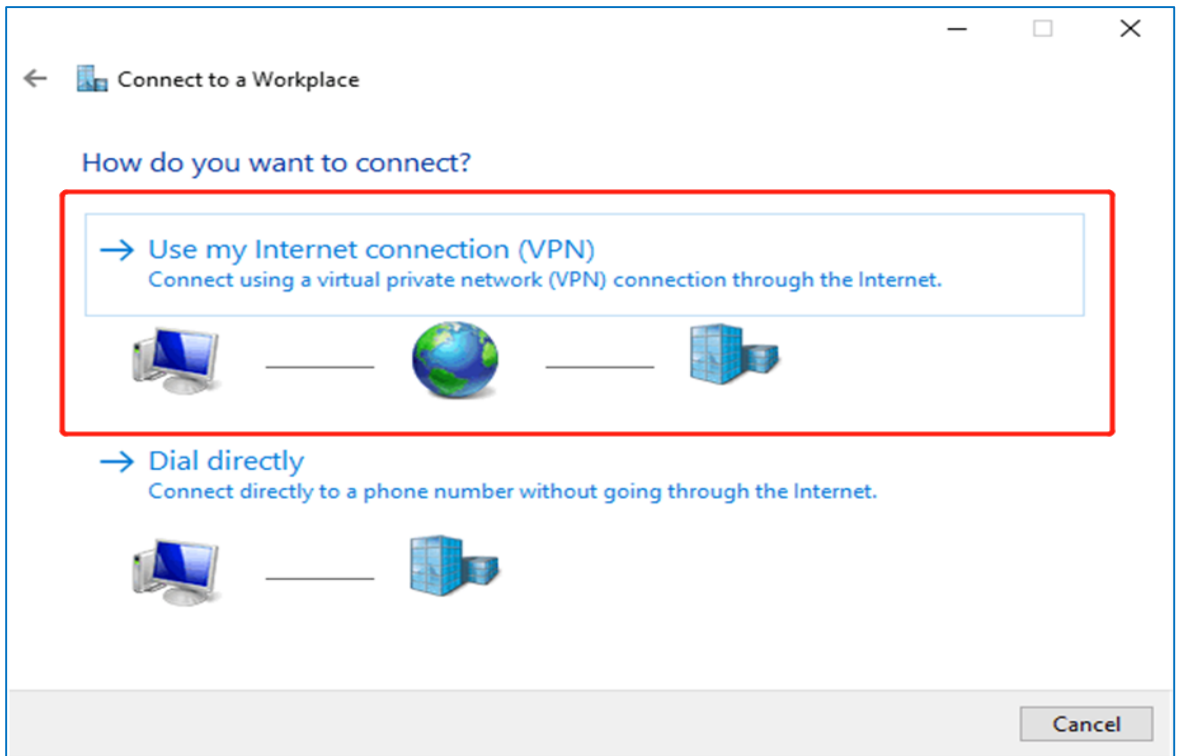 Connect to a Workplace
How do you want to connect?
Use my Internet connection (VPN)
Connect using a virtual private network (VPN) connection through the Internet.
Dial directly
Connect directly to a phone number without going through the Internet.
Cancel